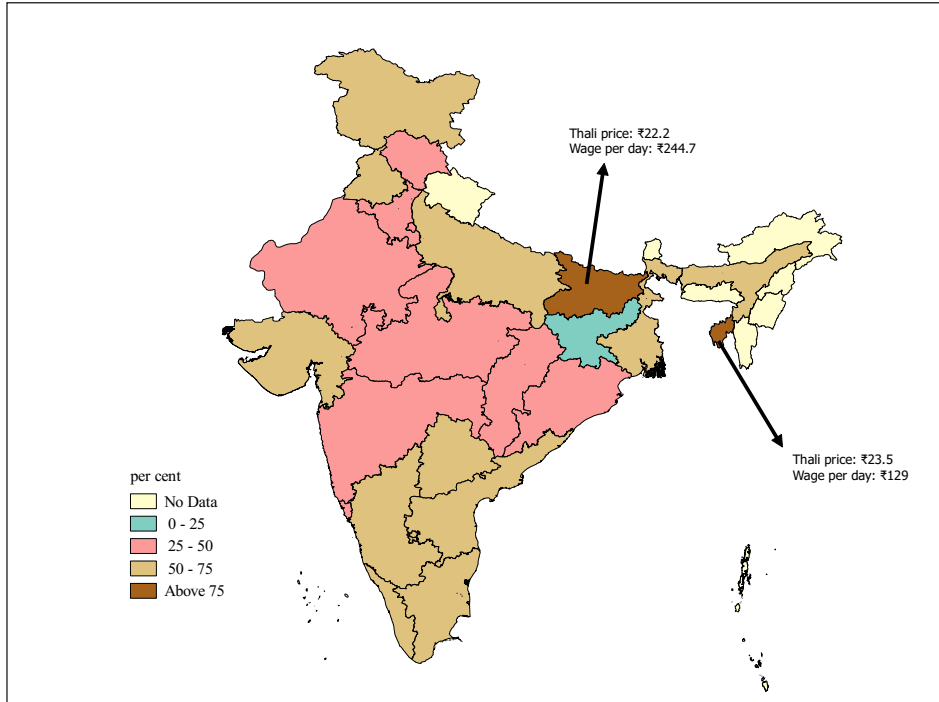 Thali price: ₹22.2
Wage per day: ₹244.7
Thali price: ₹23.5
Wage per day: ₹129
per cent
No Data
0 - 25
25 - 50
50 - 75
Above 75